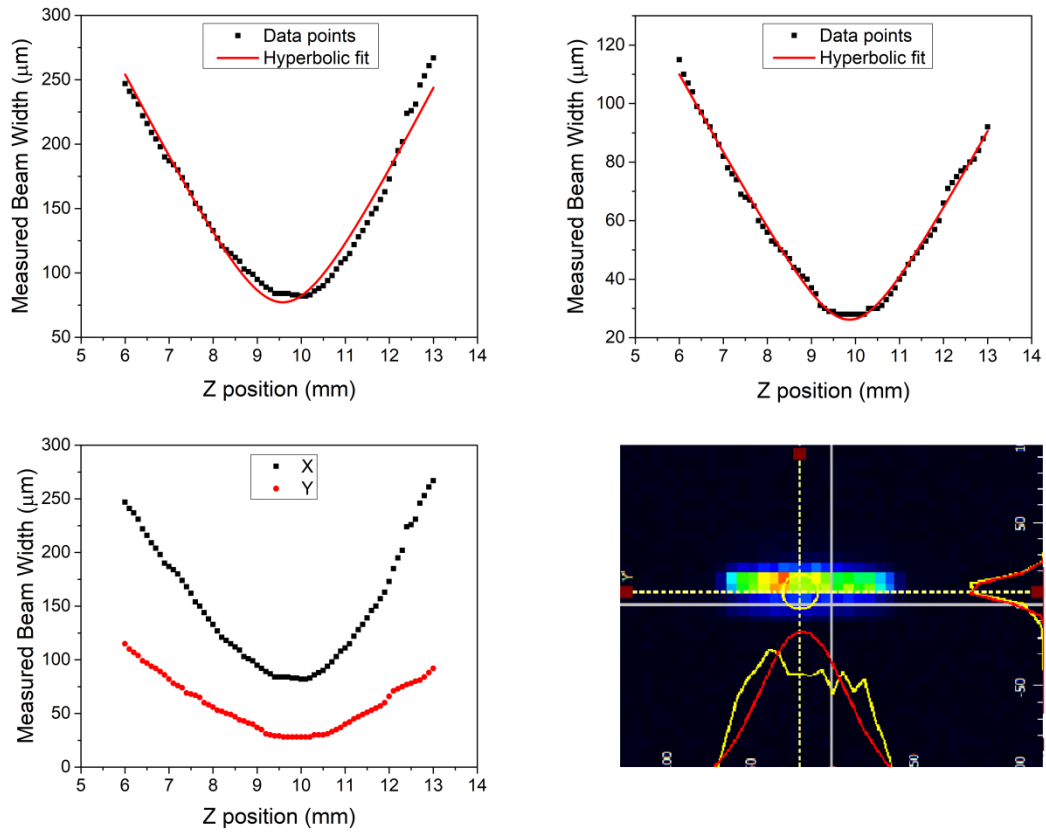 300
250
200
150
100
50
Measured Beam Width (μm)
Data points
Hyperbolic fit
5 6 7 8 9 10 11 12 13 14
Z position (mm)
120
100
80
60
40
20
Measured Beam Width (μm)
Data points
Hyperbolic fit
5 6 7 8 9 10 11 12 13 14
Z position (mm)
300
250
200
150
100
50
0
Measured Beam Width (μm)
X
Y
5 6 7 8 9 10 11 12 13 14
Z position (mm)
Y
50
-50